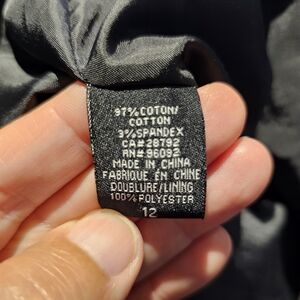 97%COTON/
COTTON
3%SPANDEX
CA#28792
RN#96092
MADE IN CHINA
FABRIQUE EN CHINE
DOUBLURE/LINING
100%POLYESTER
12